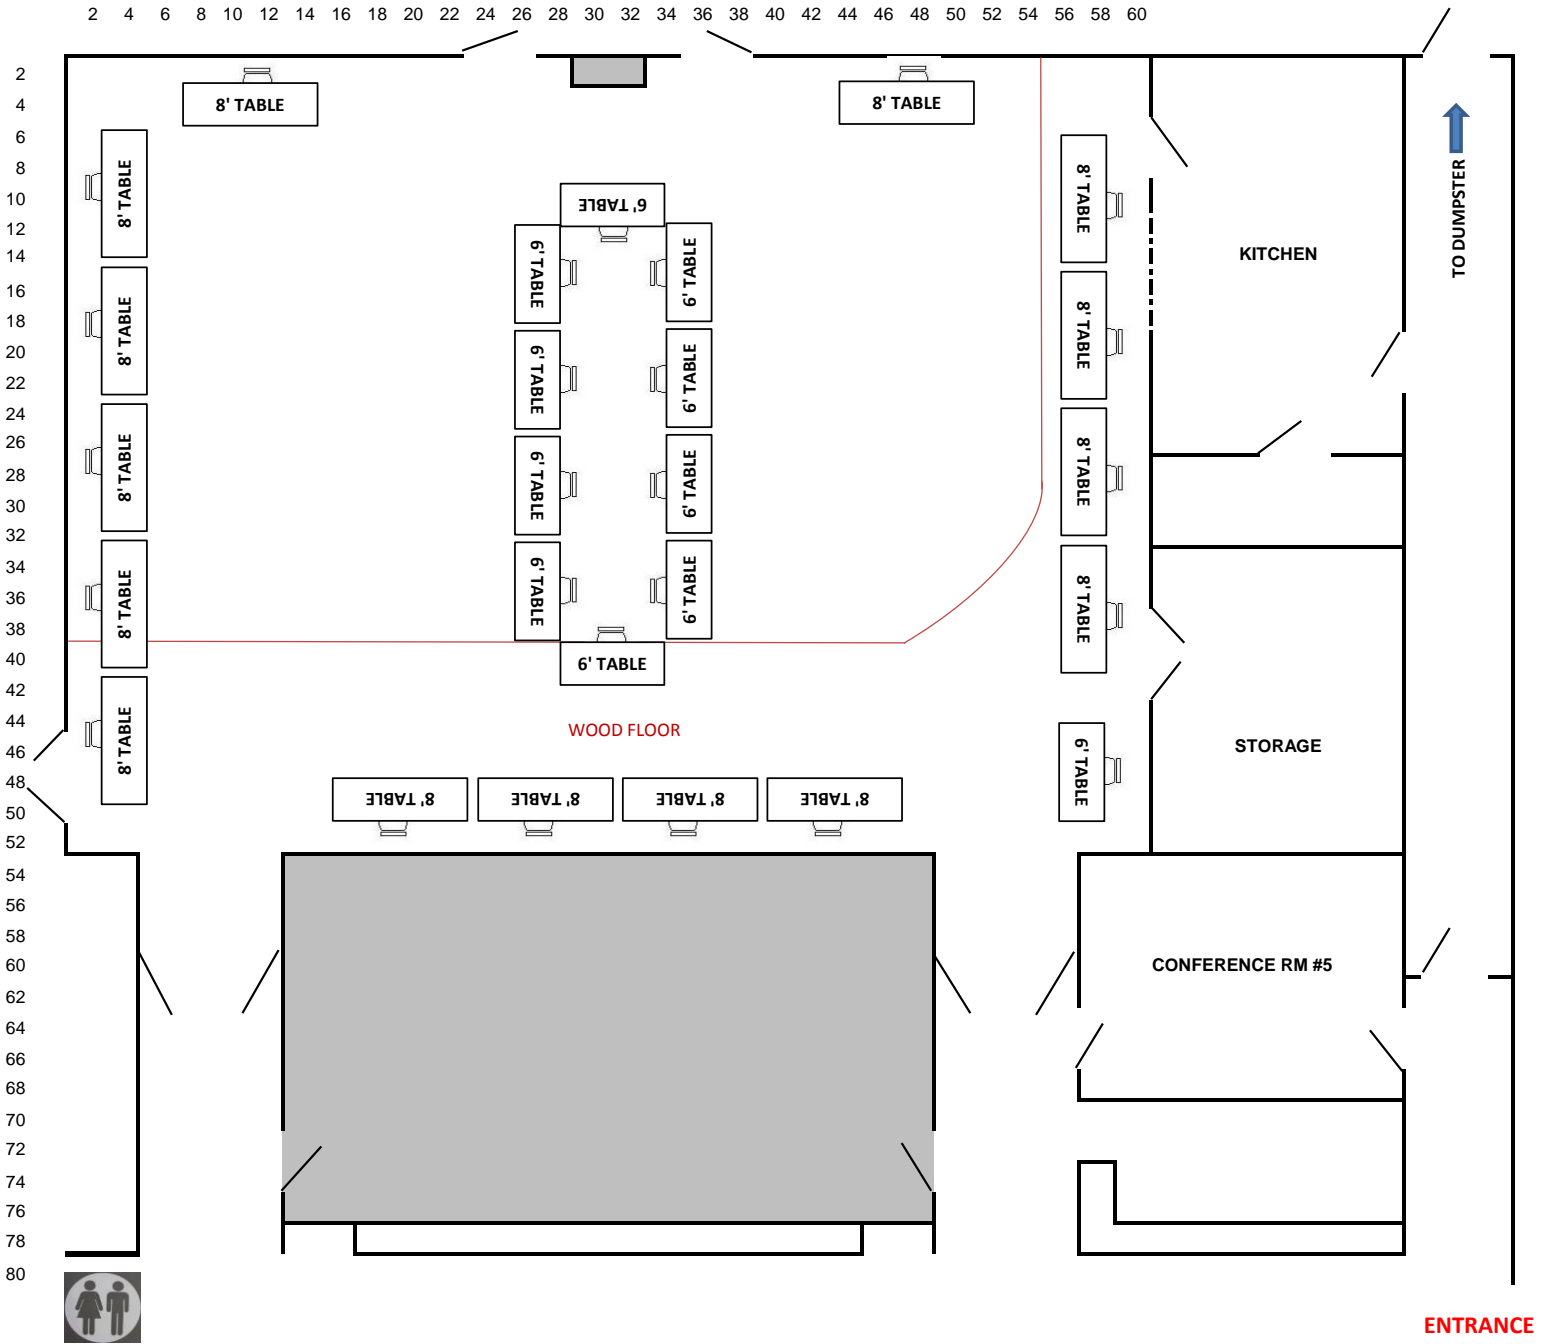 2 4 6 8 10 12 14 16 18 20 22 24 26 28 30 32 34 36 38 40 42 44 46 48 50 52 54 56 58 60
2
4
6
8
10
12
14
16
18
20
22
24
26
28
30
32
34
36
38
40
42
44
46
48
50
52
54
56
58
60
62
64
66
68
70
72
74
76
78
80
8' TABLE
8' TABLE
8' TABLE
8' TABLE
8' TABLE
8' TABLE
8' TABLE
6' TABLE
6' TABLE
6' TABLE
6' TABLE
6' TABLE
6' TABLE
6' TABLE
6' TABLE
6' TABLE
6' TABLE
8' TABLE
8' TABLE
8' TABLE
8' TABLE
6' TABLE
WOOD FLOOR
8' TABLE
8' TABLE
8' TABLE
8' TABLE
KITCHEN
TO DUMPSTER
STORAGE
CONFERENCE RM #5
ENTRANCE